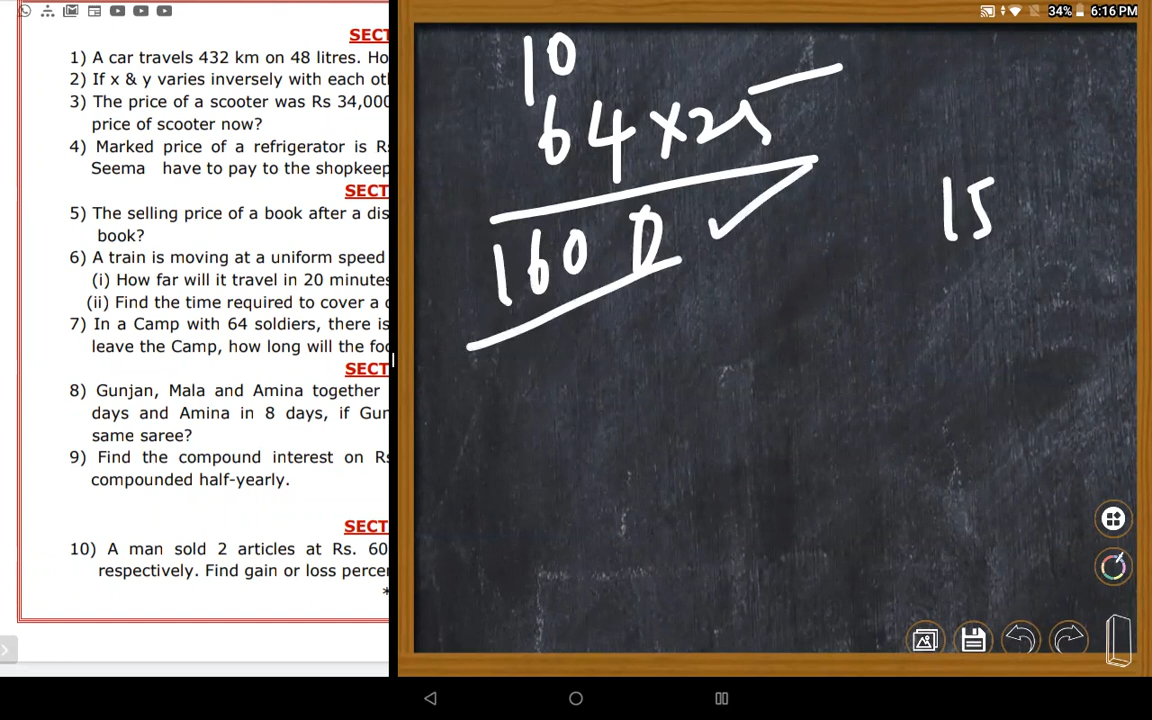 34% 6:16 PM
SECT
1) A car travels 432 km on 48 litres. Ho
2) If x & y varies inversely with each oth
3) The price of a scooter was Rs 34,000
price of scooter now?
4) Marked price of a refrigerator is Rs
Seema have to pay to the shopkeep
SECT
5) The selling price of a book after a dis
book?
6) A train is moving at a uniform speed
(i) How far will it travel in 20 minutes
(ii) Find the time required to cover a d
7) In a Camp with 64 soldiers, there is
leave the Camp, how long will the foo
SECT
8) Gunjan, Mala and Amina together
days and Amina in 8 days, if Gun
same saree?
9) Find the compound interest on Rs
compounded half-yearly.
SECT
10) A man sold 2 articles at Rs. 60
respectively. Find gain or loss percen
*
10
64 × 25
160 D
15